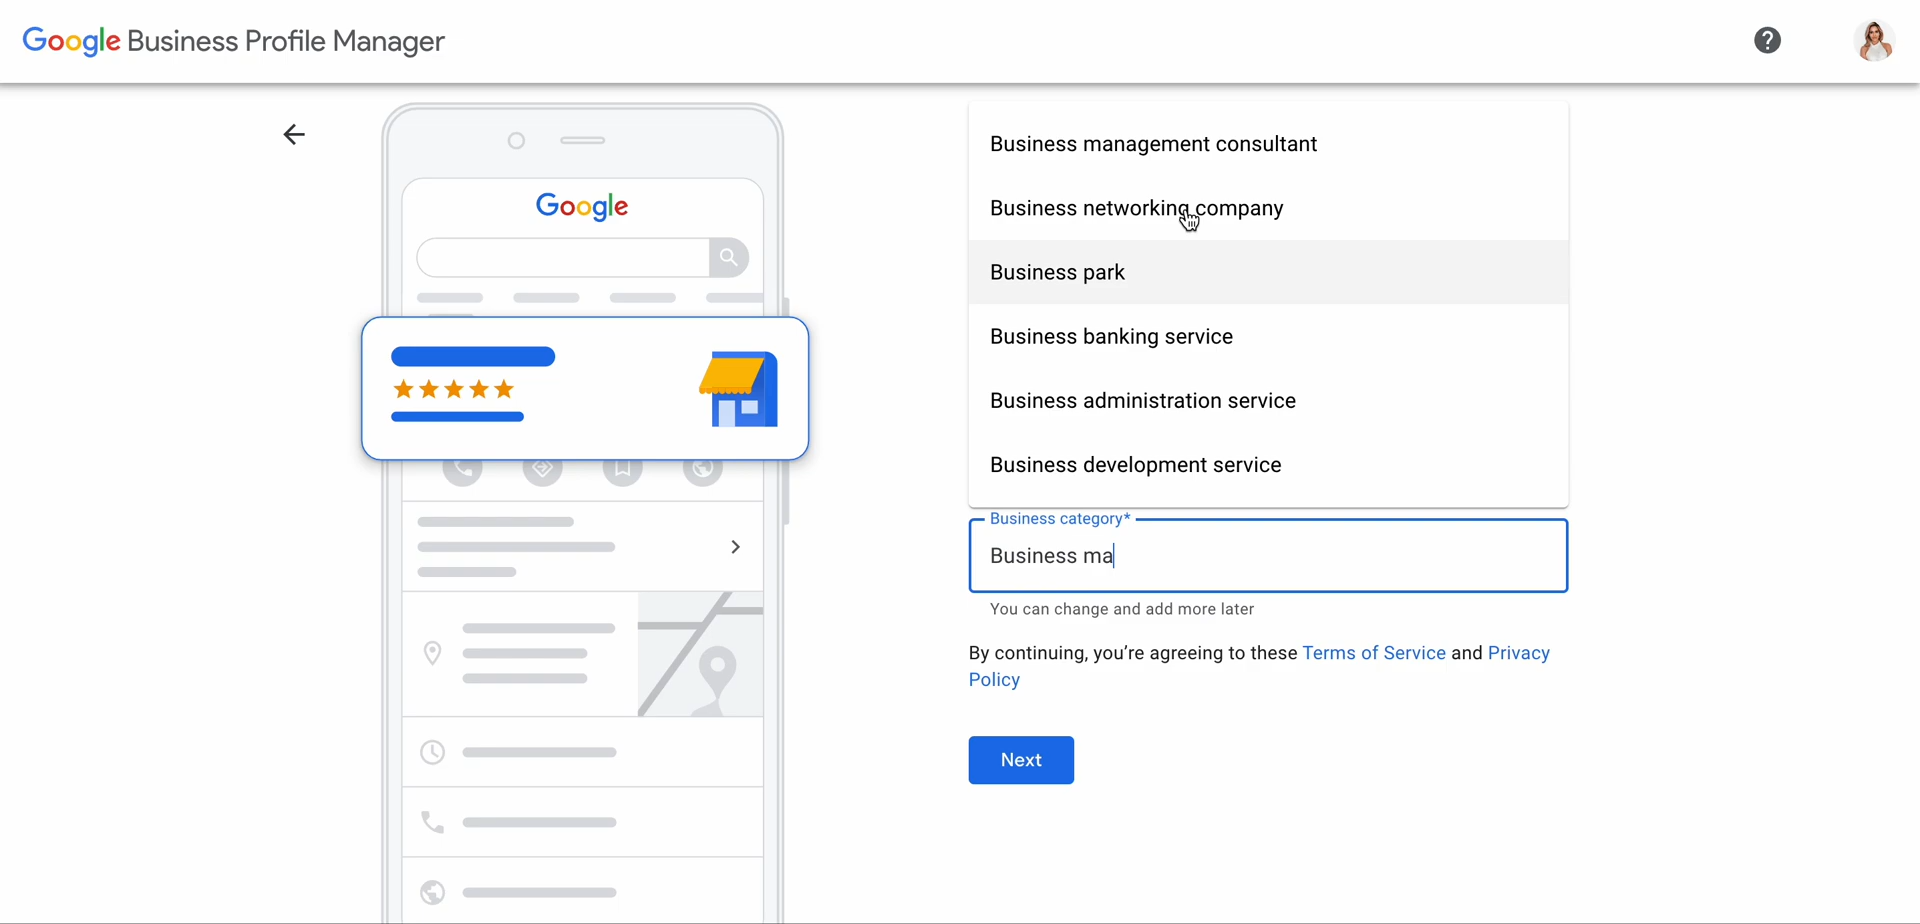 Google Business Profile Manager
Google
Business management consultant
Business networking company
Business park
Business banking service
Business administration service
Business development service
Business category*
Business ma
You can change and add more later
By continuing, you’re agreeing to these Terms of Service and Privacy
Policy
Next